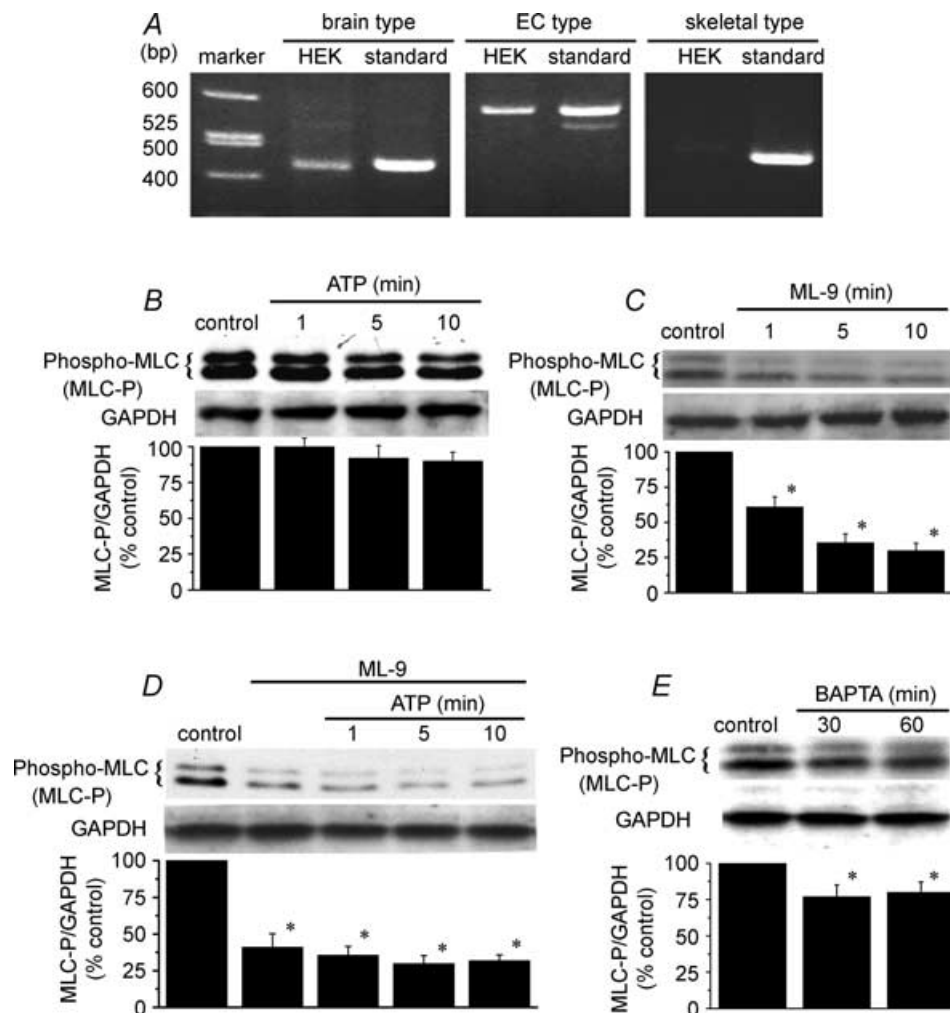 A
(bp)
marker
brain type
EC type
skeletal type
HEK standard
HEK standard
HEK standard
600
525
500
400
B
ATP (min)
control 1 5 10
Phospho-MLC {
(MLC-P)
GAPDH
MLC-P/GAPDH
(% control)
100
75
50
25
0
C
ML-9 (min)
control 1 5 10
Phospho-MLC {
(MLC-P)
GAPDH
MLC-P/GAPDH
(% control)
100
75
50
25
0
* * *
D
ML-9
ATP (min)
control 1 5 10
Phospho-MLC {
(MLC-P)
GAPDH
MLC-P/GAPDH
(% control)
100
75
50
25
0
* * * *
E
BAPTA (min)
control 30 60
Phospho-MLC {
(MLC-P)
GAPDH
MLC-P/GAPDH
(% control)
100
75
50
25
0
* *